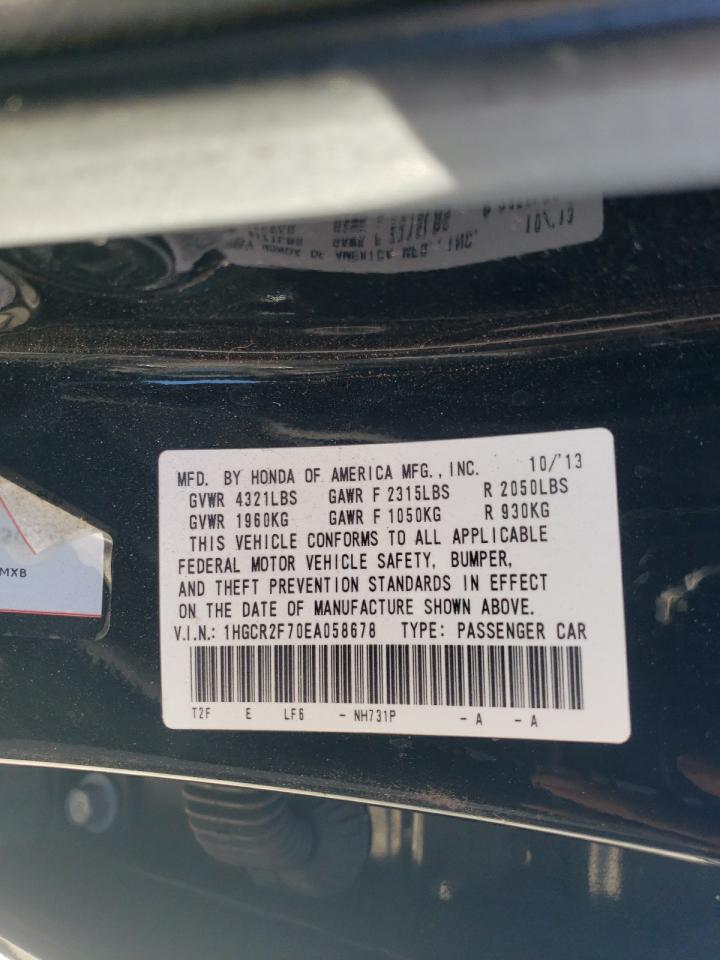 MFD. BY HONDA OF AMERICA MFG., INC. 10/'13
GVWR 4321LBS GAWR F 2315LBS R 2050LBS
GVWR 1960KG GAWR F 1050KG R 930KG
THIS VEHICLE CONFORMS TO ALL APPLICABLE
FEDERAL MOTOR VEHICLE SAFETY, BUMPER,
AND THEFT PREVENTION STANDARDS IN EFFECT
ON THE DATE OF MANUFACTURE SHOWN ABOVE.
V.I.N.: 1HGCR2F70EA058678 TYPE: PASSENGER CAR
T2F E LF6 - NH731P - A - A
MXB